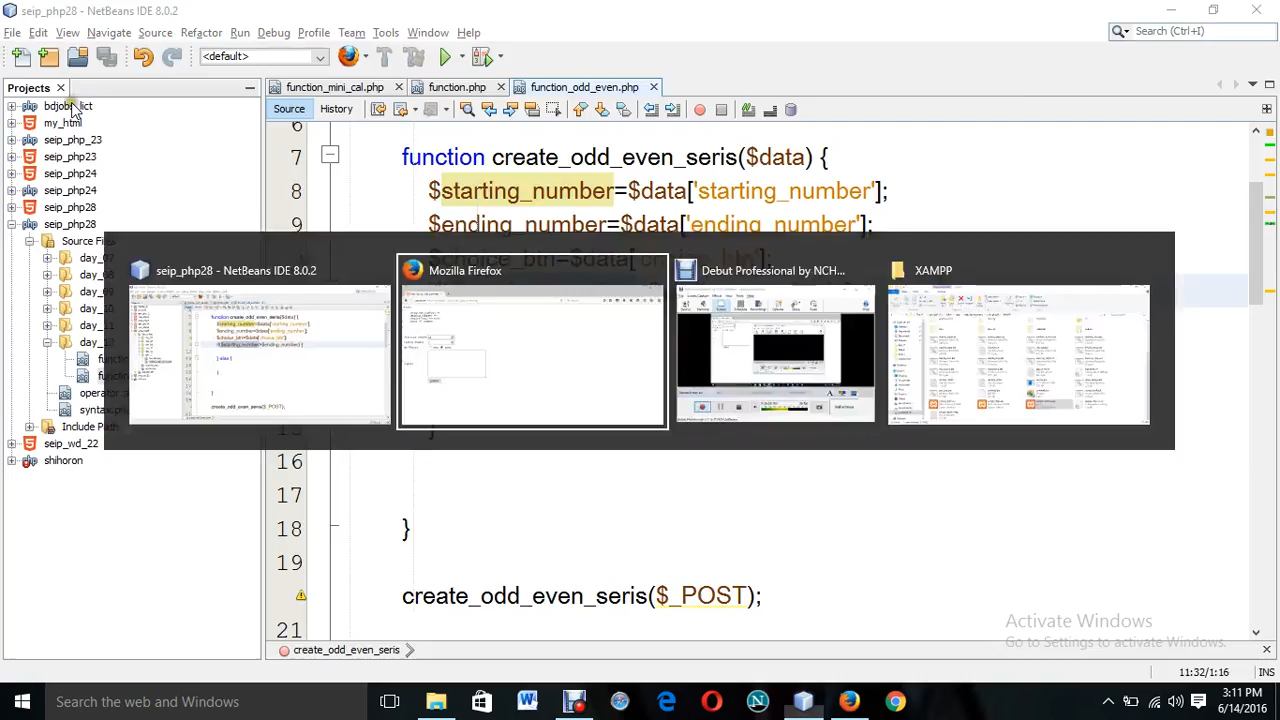 seip_php28 - NetBeans IDE 8.0.2
File Edit View Navigate Source Refactor Run Debug Profile Team Tools Window Help
Search (Ctrl+I)
<default>
Projects
function_mini_cal.php function.php function_odd_even.php
Source History
my_html
seip_php_23
seip_php23
seip_php24
seip_php24
seip_php28
seip_php28
Source Files
operator
Include Path
seip_wd_22
shihoron
6
7 function create_odd_even_seris($data) {
8 $starting_number=$data['starting_number'];
9 $ending_number=$data['ending_number'];
seip_php28 - NetBeans IDE 8.0.2
Mozilla Firefox
Debut Professional by NCH...
XAMPP
}
16
17
18 }
19
create_odd_even_seris($_POST);
21
create_odd_even_seris
Activate Windows
Go to Settings to activate Windows.
11:32/1:16 INS
Search the web and Windows
3:11 PM
6/14/2016